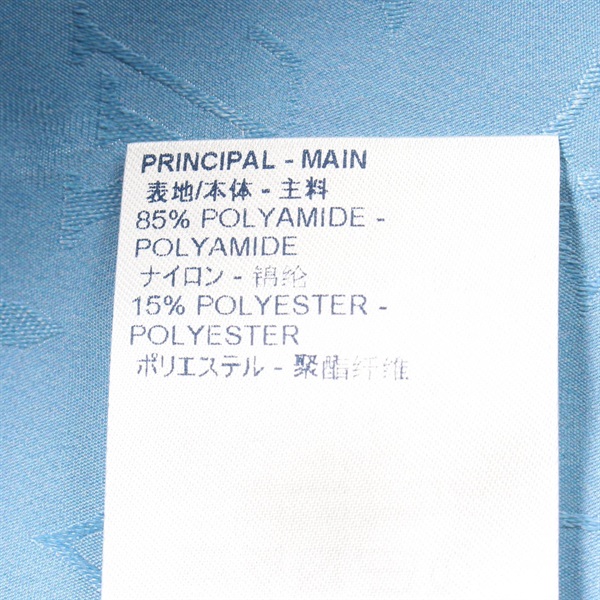 PRINCIPAL - MAIN
表地/本体 - 主料
85% POLYAMIDE -
POLYAMIDE
ナイロン - 锦纶
15% POLYESTER -
POLYESTER
ポリエステル - 聚酯纤维